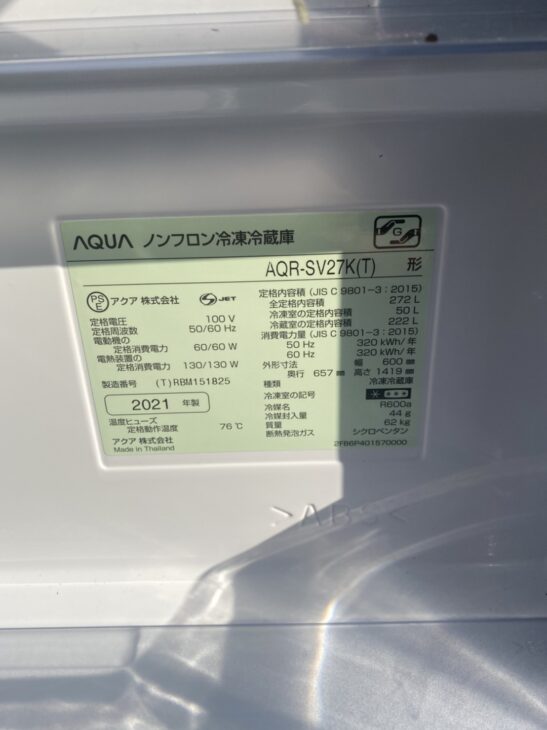 AQUA ノンフロン冷凍冷蔵庫
G
AQR-SV27K(T) 形
PSE アクア 株式会社 S JET
定格電圧 100 V
定格周波数 50/60 Hz
電動機の
定格消費電力 60/60 W
電熱装置の
定格消費電力 130/130 W
製造番号 (T)RBM151825
2021 年製
温度ヒューズ
定格動作温度 76 ℃
アクア 株式会社
Made in Thailand
定格内容積 (JIS C 9801-3 : 2015)
全定格内容積 272 L
冷凍室の定格内容積 50 L
冷蔵室の定格内容積 222 L
消費電力量 (JIS C 9801-3 : 2015)
50 Hz 320 kWh/ 年
60 Hz 320 kWh/ 年
外形寸法 幅 600 mm
奥行 657 mm 高さ 1419 mm
種類 冷凍冷蔵庫
冷凍室の記号
冷媒名 R600a
冷媒封入量 44 g
質量 62 kg
断熱発泡ガス シクロペンタン
2FB6P401570000
>ABS<